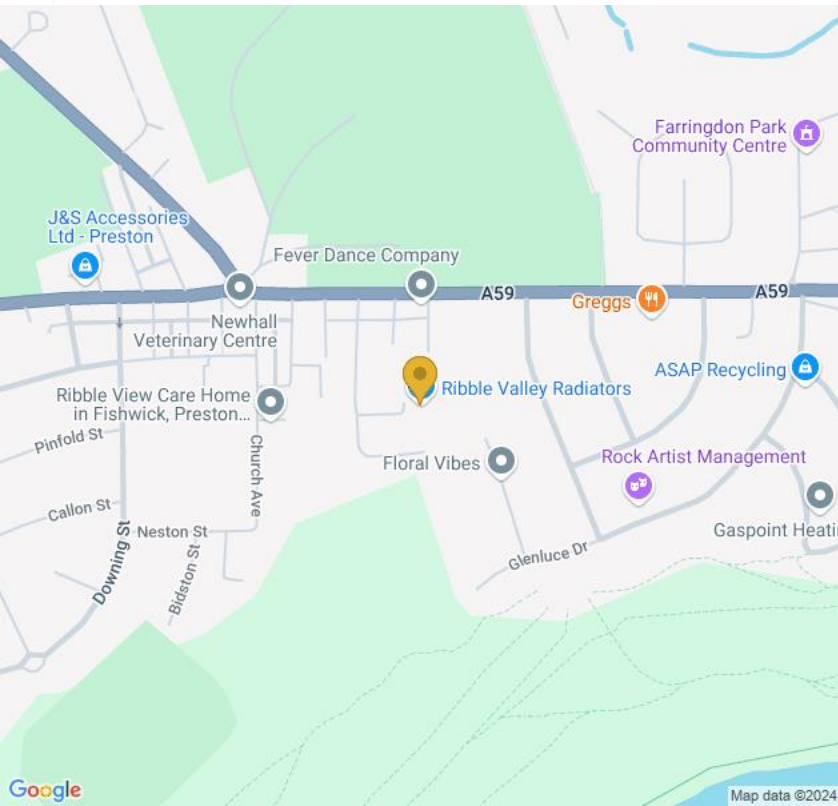 Farringdon Park
Community Centre
J&S Accessories
Ltd - Preston
Fever Dance Company
A59
Greggs
A59
Newhall
Veterinary Centre
Ribble View Care Home
in Fishwick, Preston...
Ribble Valley Radiators
ASAP Recycling
Pinfold St
Church Ave
Floral Vibes
Rock Artist Management
Callon St
Neston St
Downing St
Bidston St
Glenluce Dr
Gaspoint Heati
Google
Map data ©2024